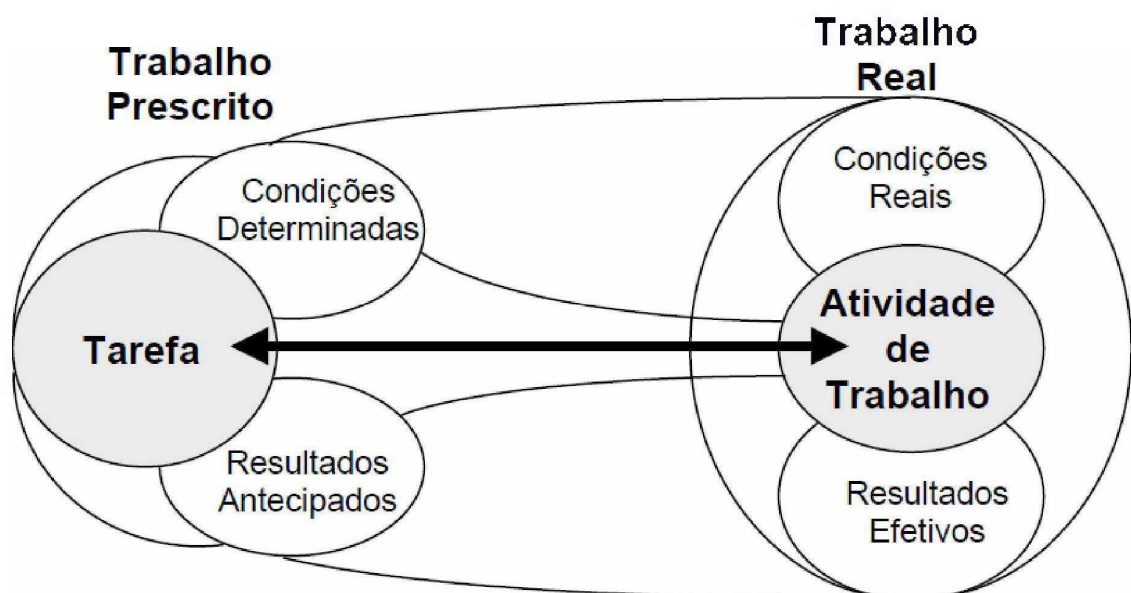 Trabalho
Prescrito
Condições
Determinadas
Tarefa
Resultados
Antecipados
Trabalho
Real
Condições
Reais
Atividade
de
Trabalho
Resultados
Efetivos